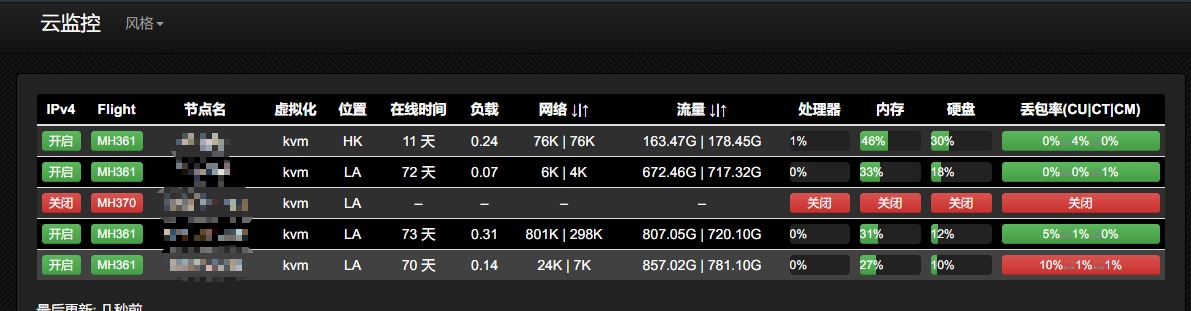 云监控 风格
IPv4 Flight 节点名 虚拟化 位置 在线时间 负载 网络 ↓|↑ 流量 ↓|↑ 处理器 内存 硬盘 丢包率(CU|CT|CM)
开启 MH361 kvm HK 11 天 0.24 76K | 76K 163.47G | 178.45G 1% 46% 30% 0% 4% 0%
开启 MH361 kvm LA 72 天 0.07 6K | 4K 672.46G | 717.32G 0% 33% 18% 0% 0% 1%
关闭 MH370 kvm LA – – – – 关闭 关闭 关闭 关闭
开启 MH361 kvm LA 73 天 0.31 801K | 298K 807.05G | 720.10G 0% 31% 12% 5% 1% 0%
开启 MH361 kvm LA 70 天 0.14 24K | 7K 857.02G | 781.10G 0% 27% 10% 10% 1% 1%
最后更新: 几秒前